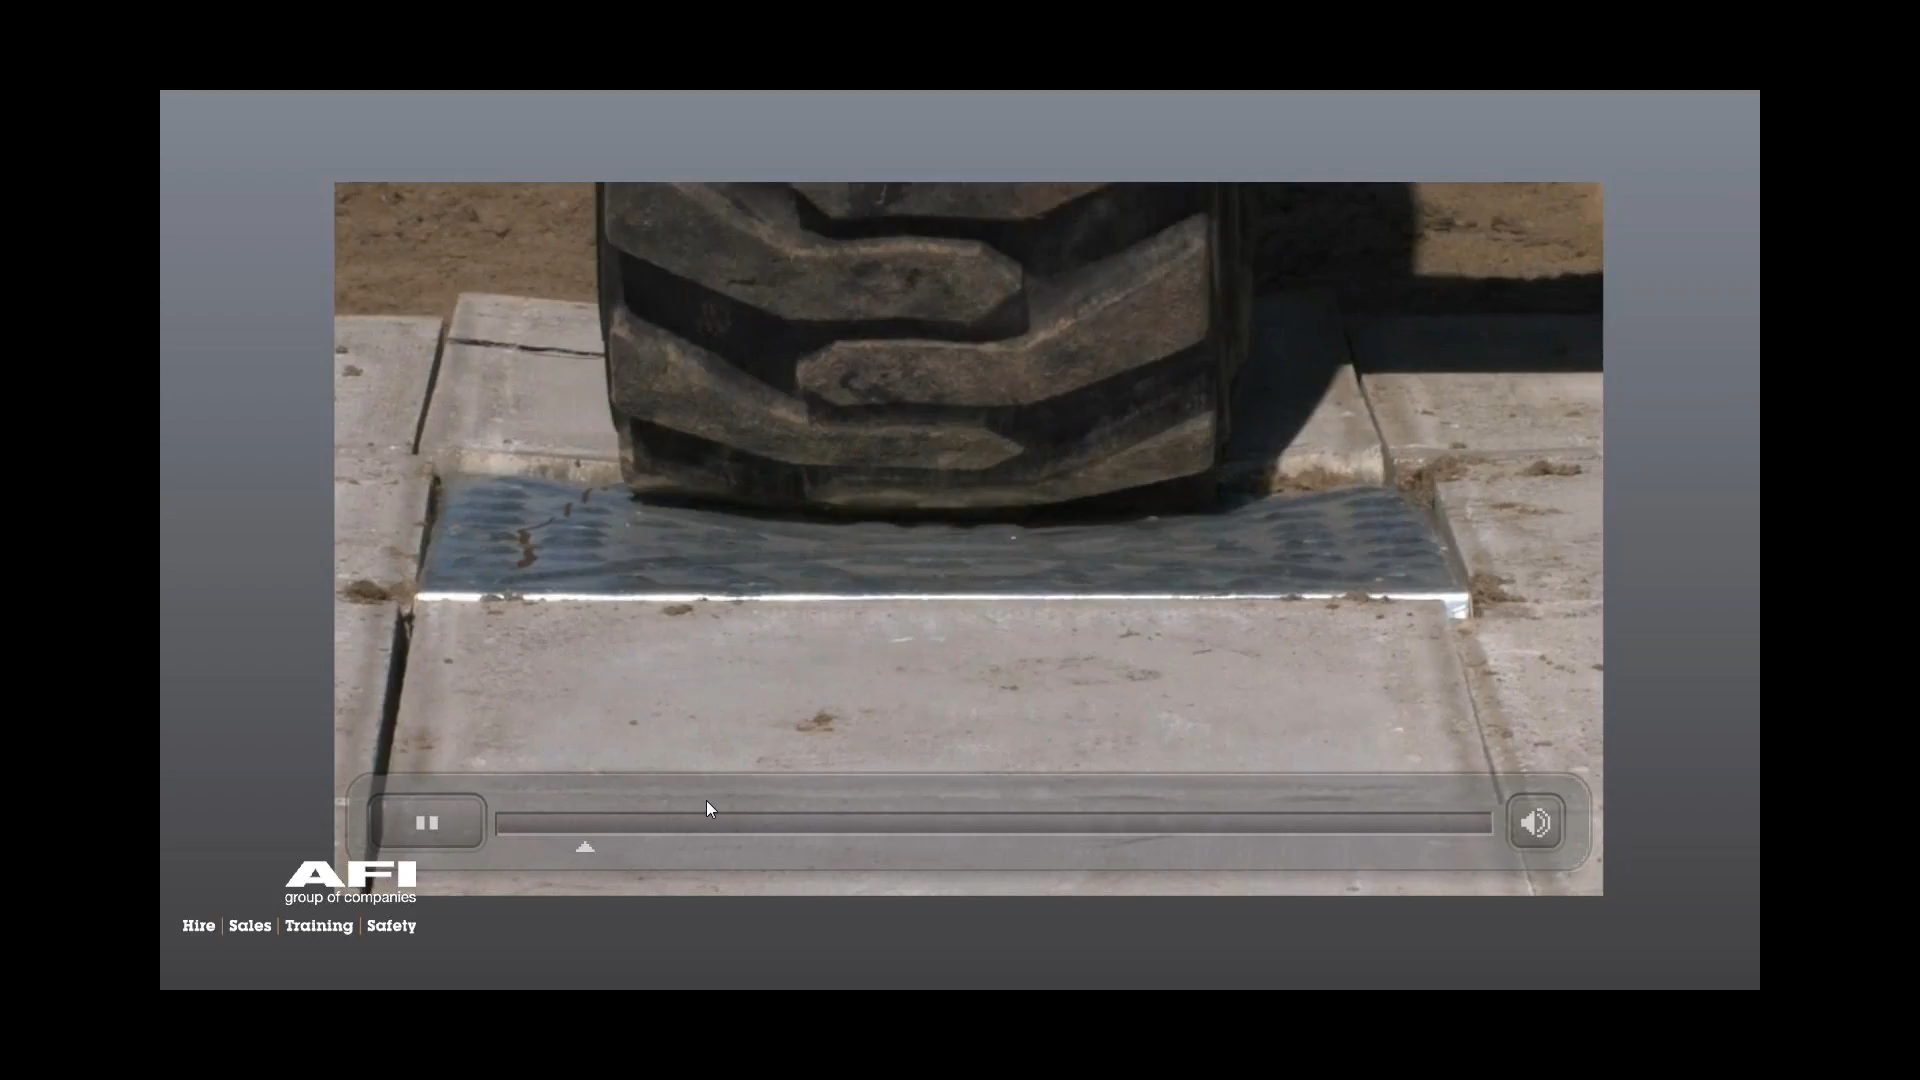 AFI
group of companies
Hire | Sales | Training | Safety